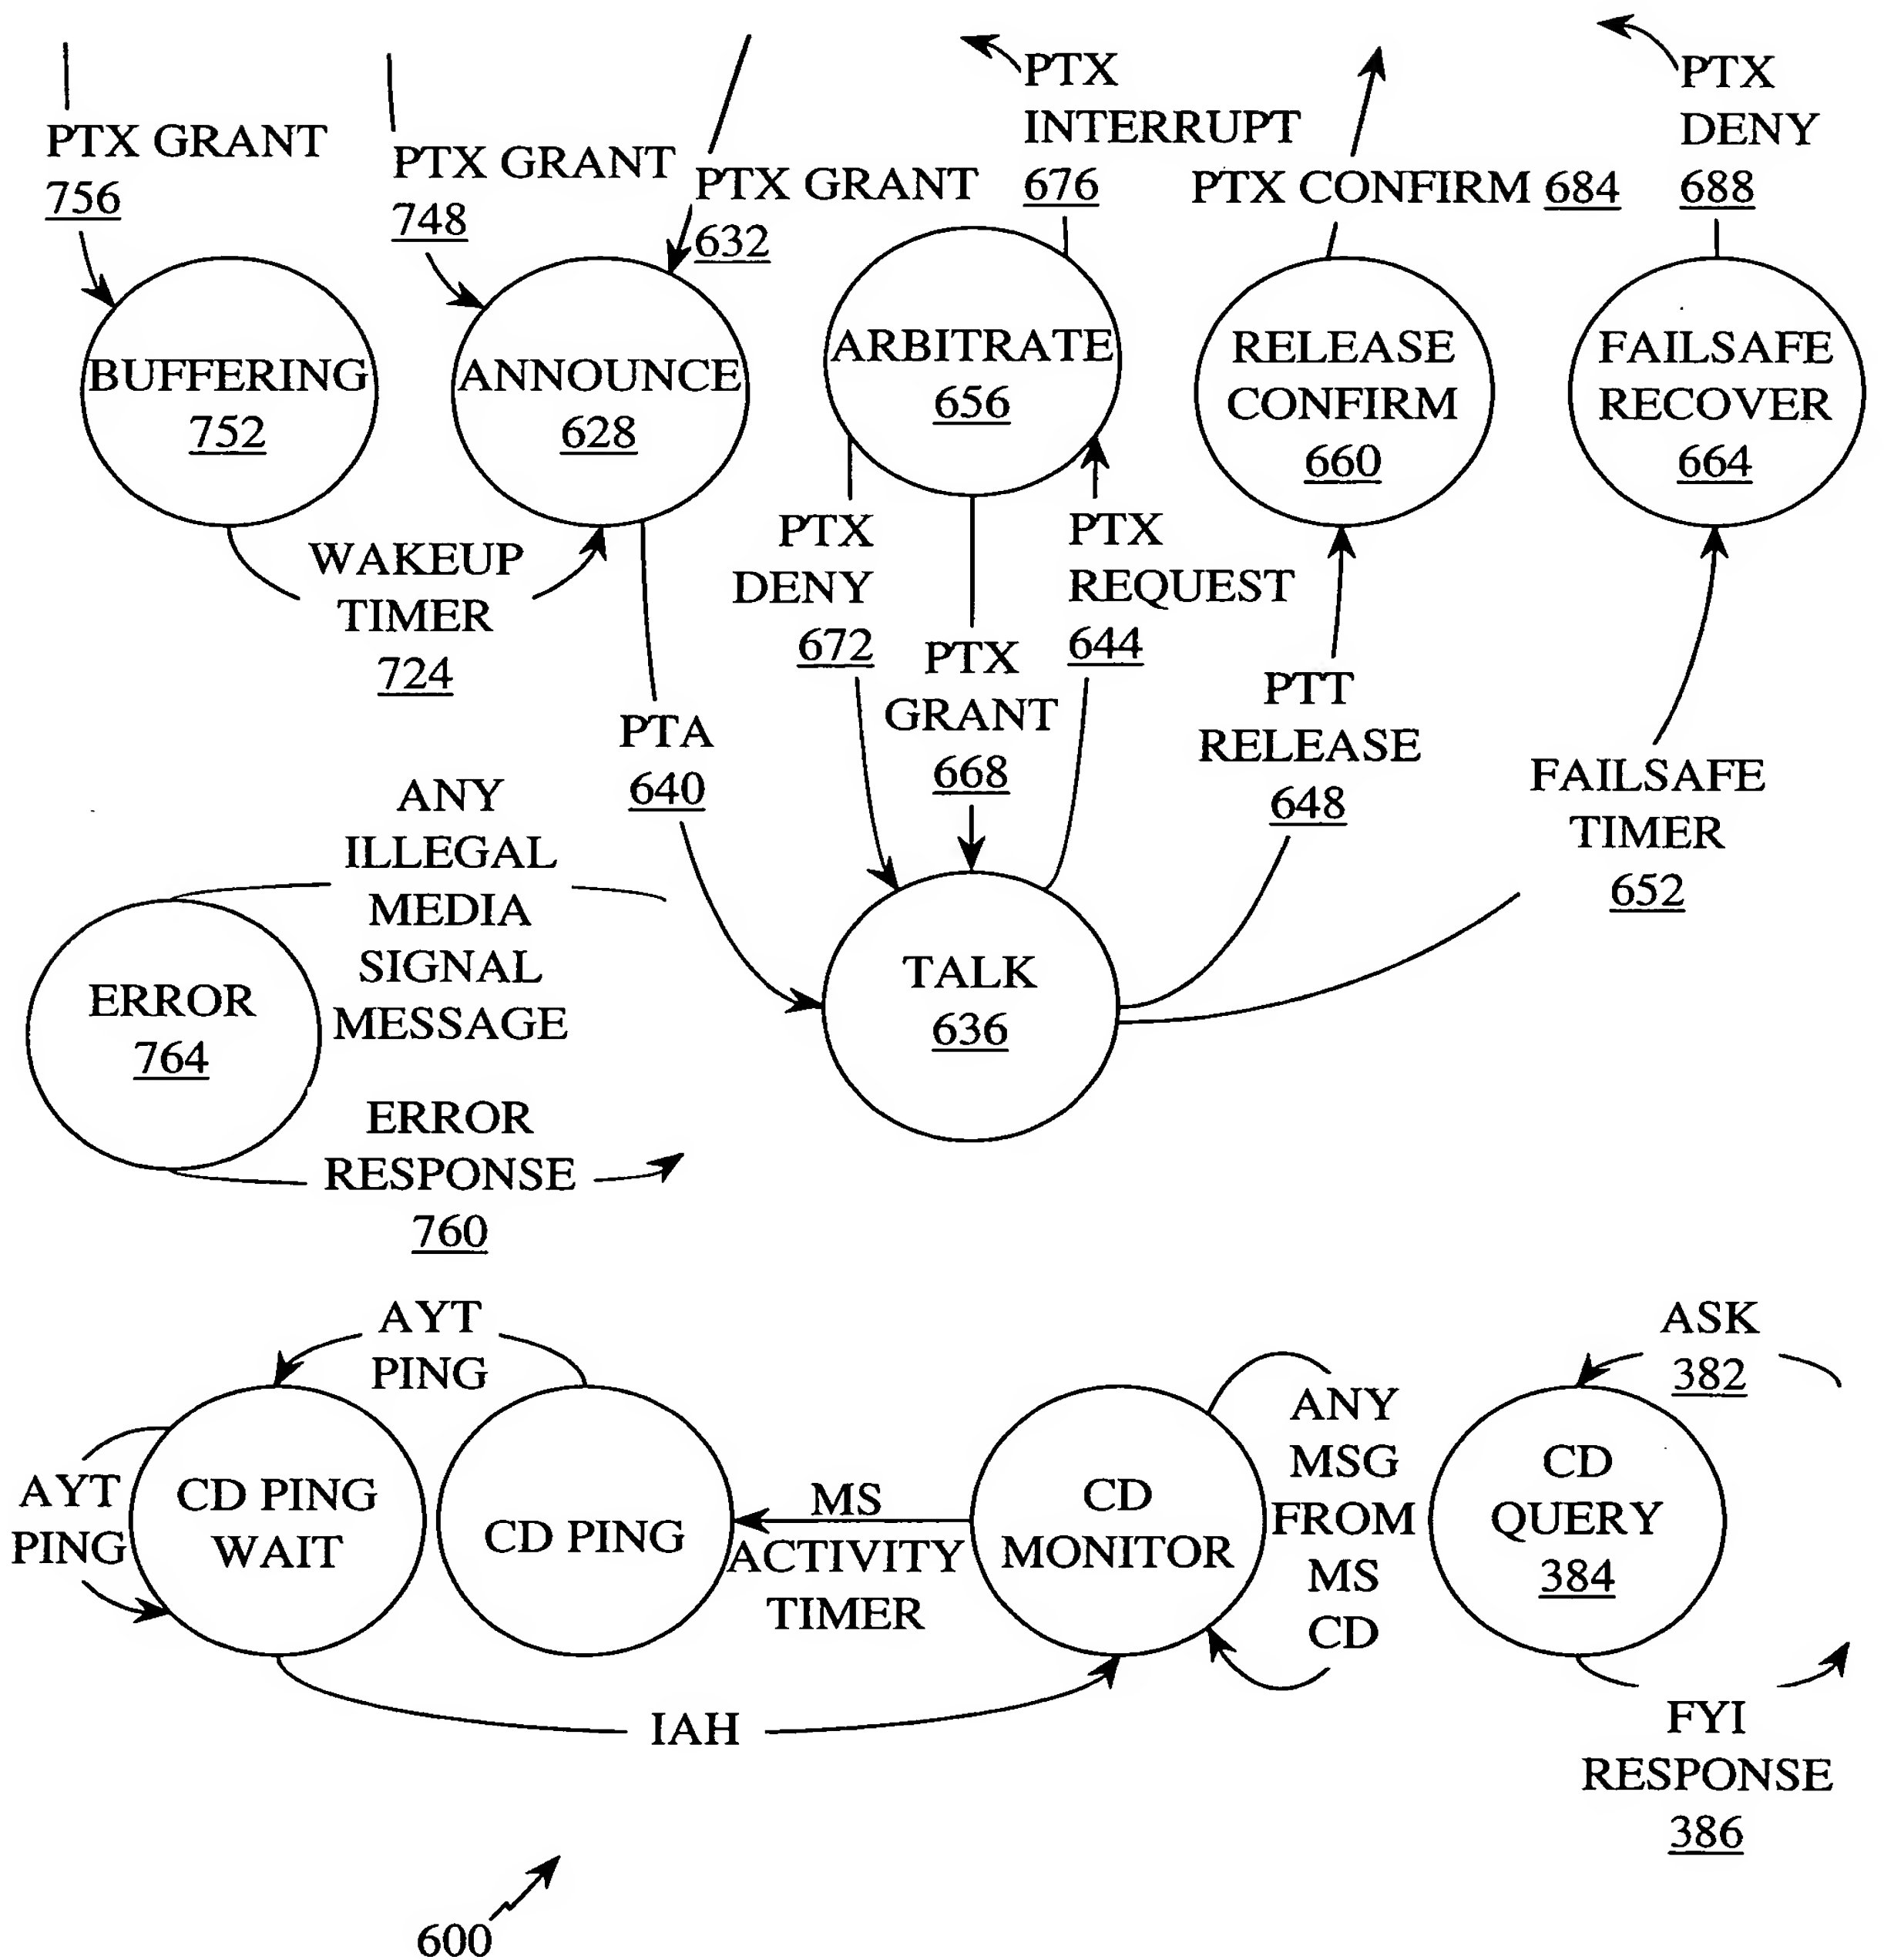 PTX GRANT
756
PTX GRANT
748
PTX GRANT
632
PTX
INTERRUPT
676
PTX CONFIRM 684
PTX
DENY
688
BUFFERING
752
ANNOUNCE
628
ARBITRATE
656
RELEASE
CONFIRM
660
FAILSAFE
RECOVER
664
WAKEUP
TIMER
724
PTX
DENY
672
PTX
GRANT
668
PTX
REQUEST
644
PTA
640
PTT
RELEASE
648
FAILSAFE
TIMER
652
ANY
ILLEGAL
MEDIA
SIGNAL
MESSAGE
ERROR
764
TALK
636
ERROR
RESPONSE
760
AYT
PING
ASK
382
AYT
PING
CD PING
WAIT
CD PING
MS
ACTIVITY
TIMER
CD
MONITOR
ANY
MSG
FROM
MS
CD
CD
QUERY
384
IAH
FYI
RESPONSE
386
600